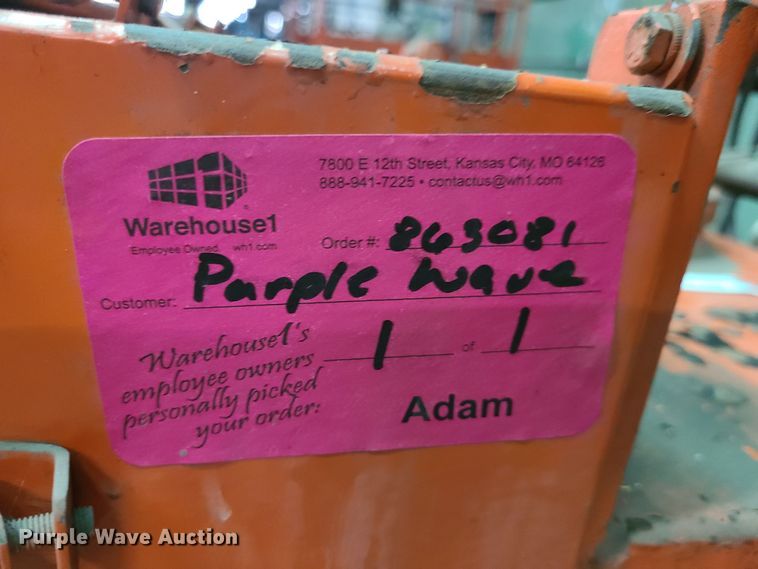 7800 E 12th Street, Kansas City, MO 64126
888-941-7225 • contactus@wh1.com
Warehouse1
Employee Owned. wh1.com
Order #: 863081
Customer: Purple Wave
Warehouse1's
employee owners
personally picked
your order:
1 of 1
Adam
Purple Wave Auction